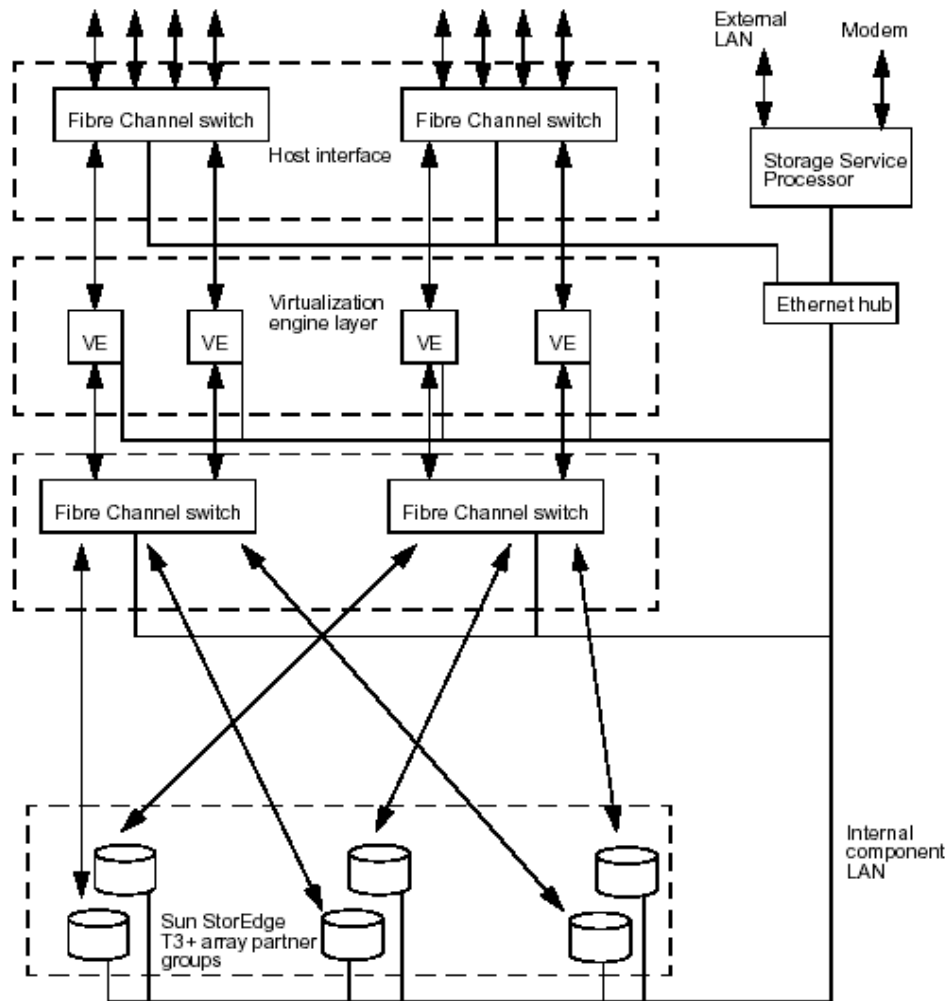 External
LAN
Modem
Fibre Channel switch
Fibre Channel switch
Host interface
Storage Service
Processor
Virtualization
engine layer
Ethernet hub
VE
VE
VE
VE
Fibre Channel switch
Fibre Channel switch
Internal
component
LAN
Sun StorEdge
T3+ array partner
groups